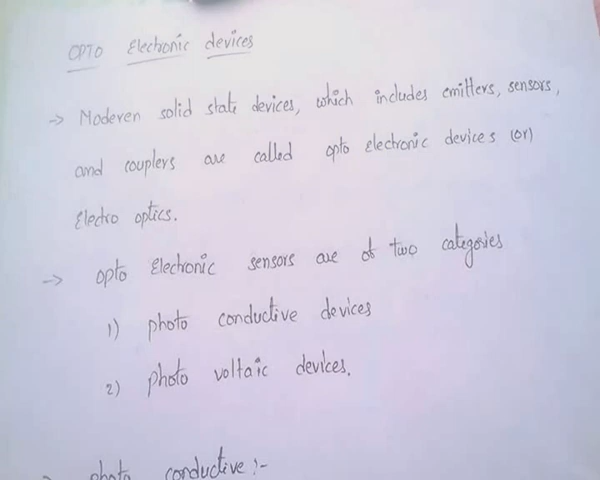 OPTO Electronic devices
-> Moderen solid state devices, which includes emitters, sensors,
and couplers are called opto electronic devices (or)
Electro optics.
-> opto Electronic sensors are of two categories
1) photo conductive devices
2) photo voltaic devices.
-> photo conductive :-